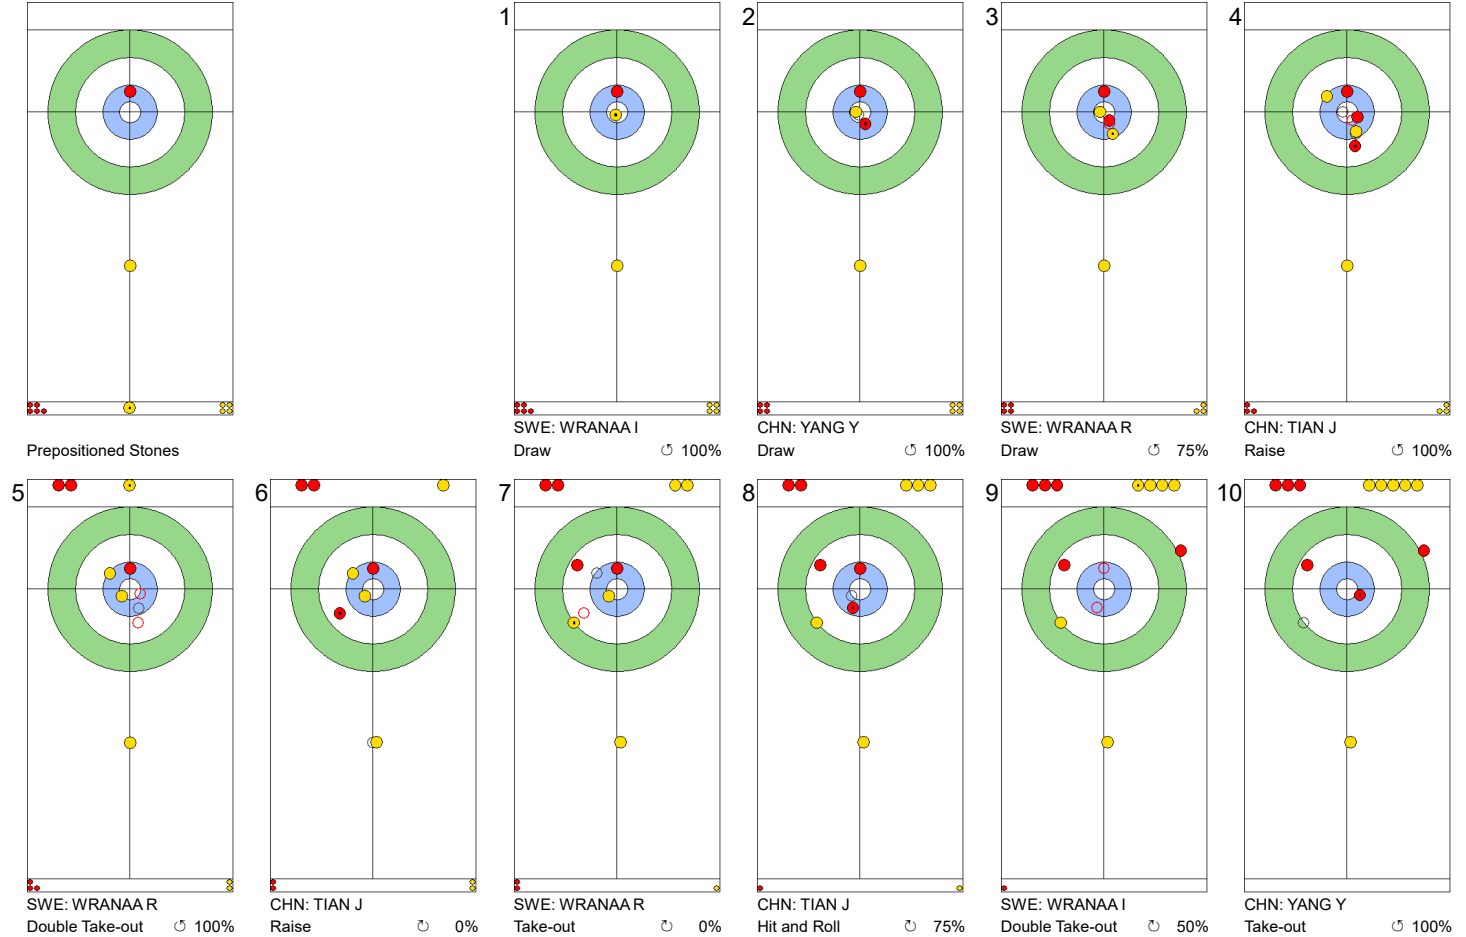 1
2
3
4
Prepositioned Stones
SWE: WRANAA I
Draw 100%
CHN: YANG Y
Draw 100%
SWE: WRANAA R
Draw 75%
CHN: TIAN J
Raise 100%
5
6
7
8
9
10
SWE: WRANAA R
Double Take-out 100%
CHN: TIAN J
Raise 0%
SWE: WRANAA R
Take-out 0%
CHN: TIAN J
Hit and Roll 75%
SWE: WRANAA I
Double Take-out 50%
CHN: YANG Y
Take-out 100%